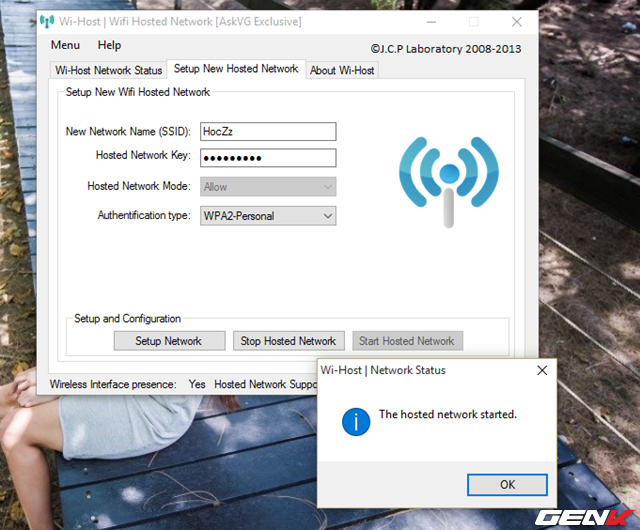 Wi-Host | Wifi Hosted Network [AskVG Exclusive]
Menu Help
©J.C.P Laboratory 2008-2013
Wi-Host Network Status Setup New Hosted Network About Wi-Host
Setup New Wifi Hosted Network
New Network Name (SSID): HocZz
Hosted Network Key: ●●●●●●●●●
Hosted Network Mode: Allow
Authentification type: WPA2-Personal
Setup and Configuration
Setup Network Stop Hosted Network Start Hosted Network
Wireless Interface presence: Yes Hosted Network Suppo
Wi-Host | Network Status
The hosted network started.
OK
GENK